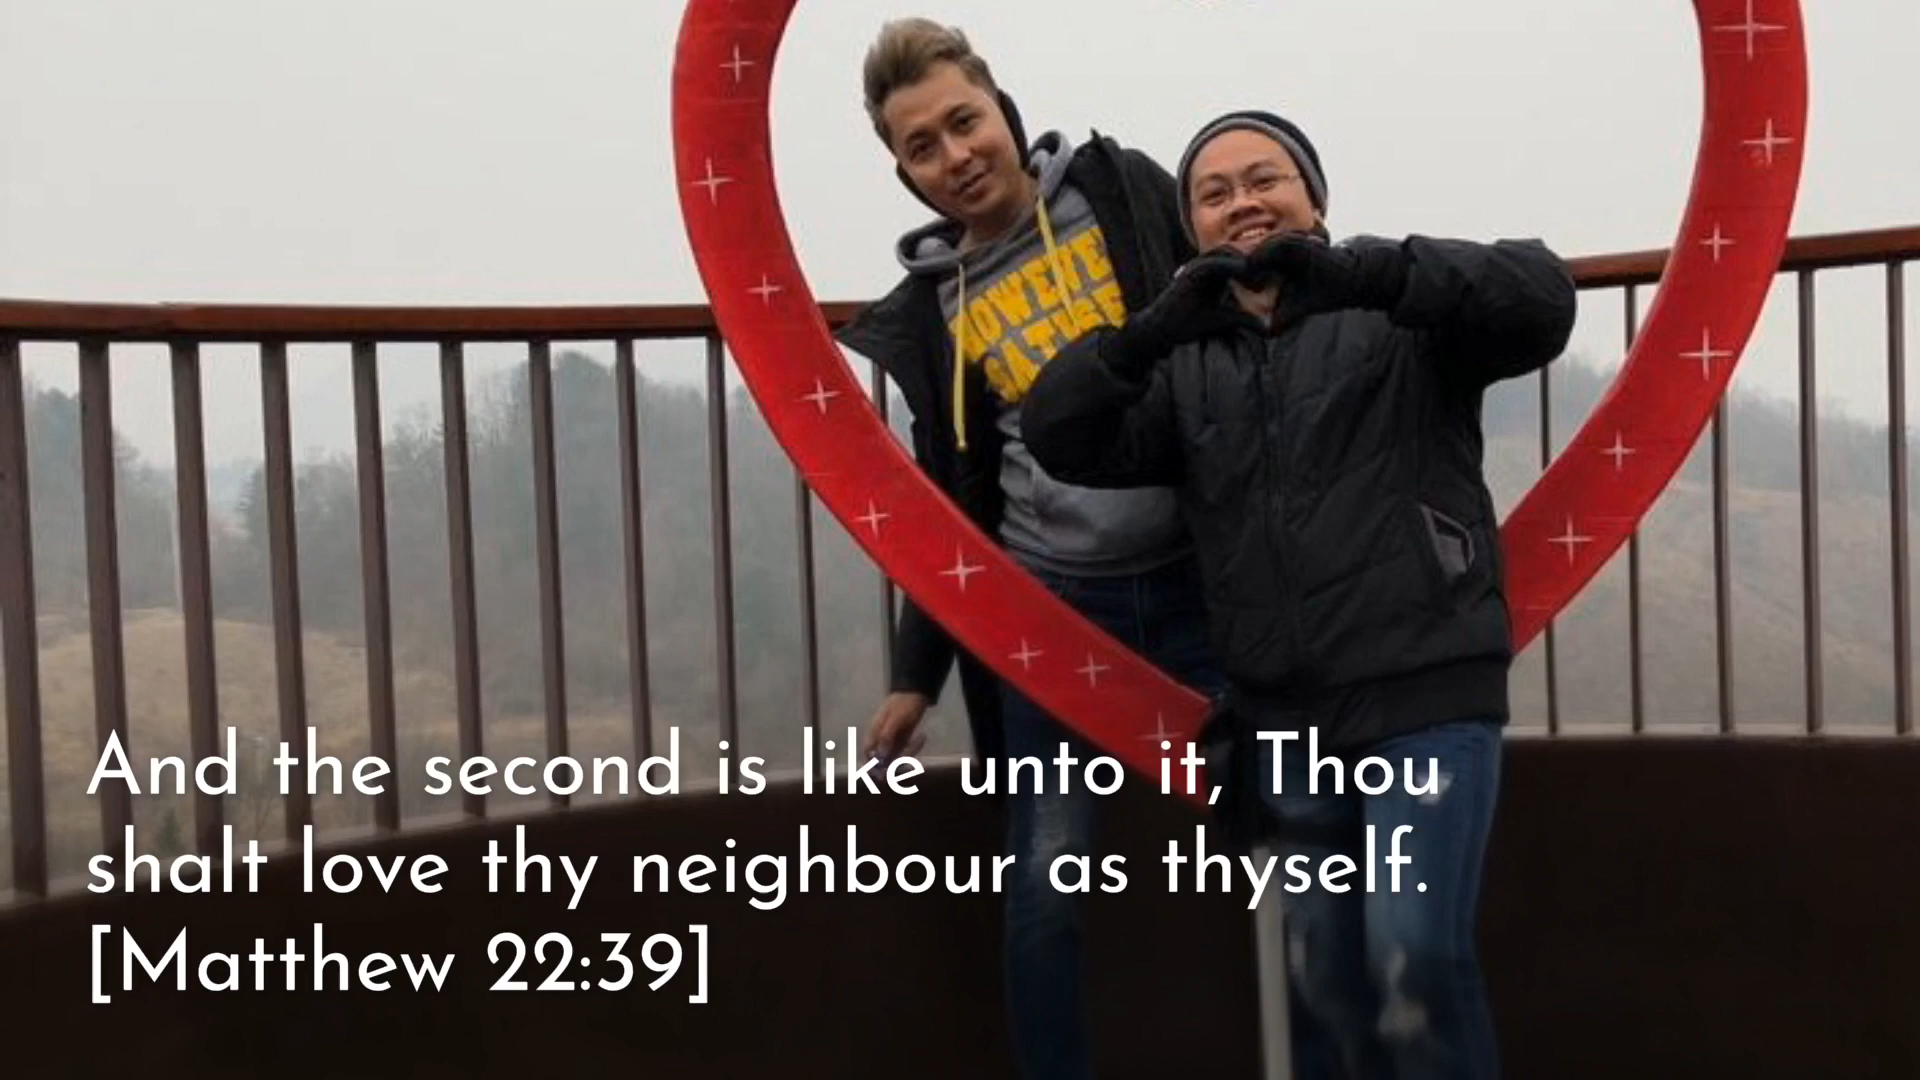 And the second is like unto it, Thou
shalt love thy neighbour as thyself.
[Matthew 22:39]